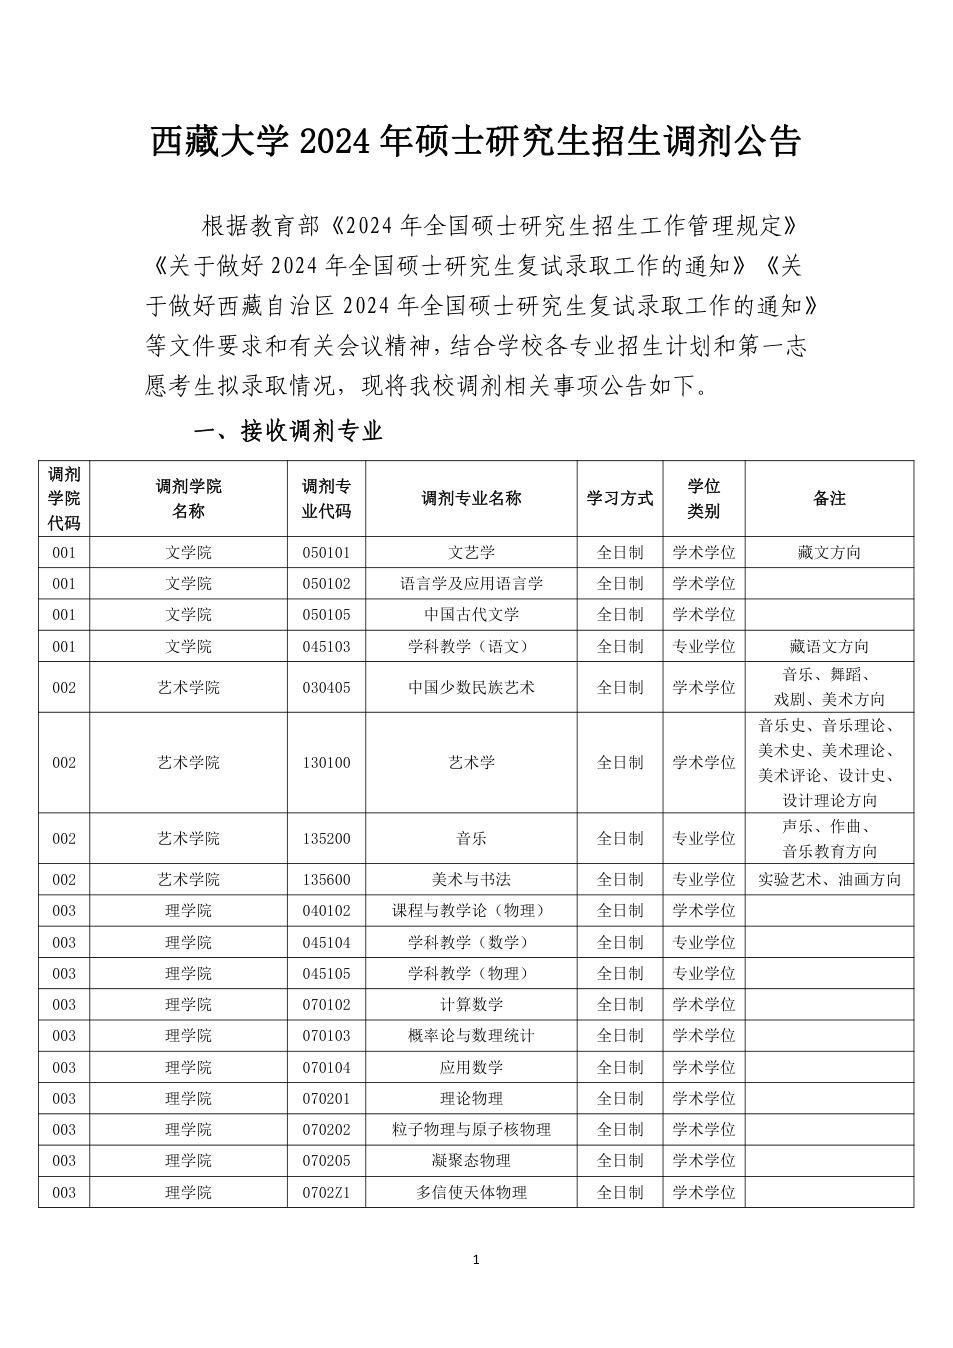 西藏大学 2024 年硕士研究生招生调剂公告
根据教育部《2024 年全国硕士研究生招生工作管理规定》
《关于做好 2024 年全国硕士研究生复试录取工作的通知》《关
于做好西藏自治区 2024 年全国硕士研究生复试录取工作的通知》
等文件要求和有关会议精神，结合学校各专业招生计划和第一志
愿考生拟录取情况，现将我校调剂相关事项公告如下。
一、接收调剂专业
调剂学院代码 调剂学院名称 调剂专业代码 调剂专业名称 学习方式 学位类别 备注
001 文学院 050101 文艺学 全日制 学术学位 藏文方向
001 文学院 050102 语言学及应用语言学 全日制 学术学位
001 文学院 050105 中国古代文学 全日制 学术学位
001 文学院 045103 学科教学（语文） 全日制 专业学位 藏语文方向
002 艺术学院 030405 中国少数民族艺术 全日制 学术学位 音乐、舞蹈、
戏剧、美术方向
002 艺术学院 130100 艺术学 全日制 学术学位 音乐史、音乐理论、
美术史、美术理论、
美术评论、设计史、
设计理论方向
002 艺术学院 135200 音乐 全日制 专业学位 声乐、作曲、
音乐教育方向
002 艺术学院 135600 美术与书法 全日制 专业学位 实验艺术、油画方向
003 理学院 040102 课程与教学论（物理） 全日制 学术学位
003 理学院 045104 学科教学（数学） 全日制 专业学位
003 理学院 045105 学科教学（物理） 全日制 专业学位
003 理学院 070102 计算数学 全日制 学术学位
003 理学院 070103 概率论与数理统计 全日制 学术学位
003 理学院 070104 应用数学 全日制 学术学位
003 理学院 070201 理论物理 全日制 学术学位
003 理学院 070202 粒子物理与原子核物理 全日制 学术学位
003 理学院 070205 凝聚态物理 全日制 学术学位
003 理学院 0702Z1 多信使天体物理 全日制 学术学位
1